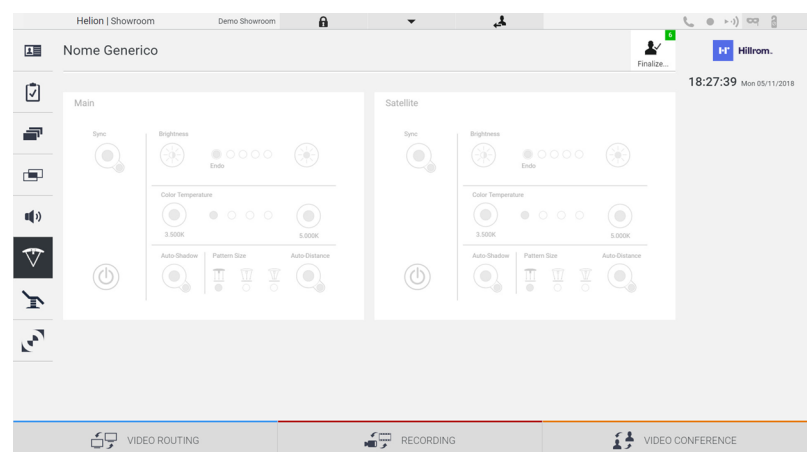 Helion | Showroom
Demo Showroom
Nome Generico
6
Finalize...
H-r Hillrom.
18:27:39 Mon 05/11/2018
Main
Sync
Brightness
Endo
Color Temperature
3.500K
5.000K
Auto-Shadow
Pattern Size
Auto-Distance
Satellite
Sync
Brightness
Endo
Color Temperature
3.500K
5.000K
Auto-Shadow
Pattern Size
Auto-Distance
VIDEO ROUTING
RECORDING
VIDEO CONFERENCE